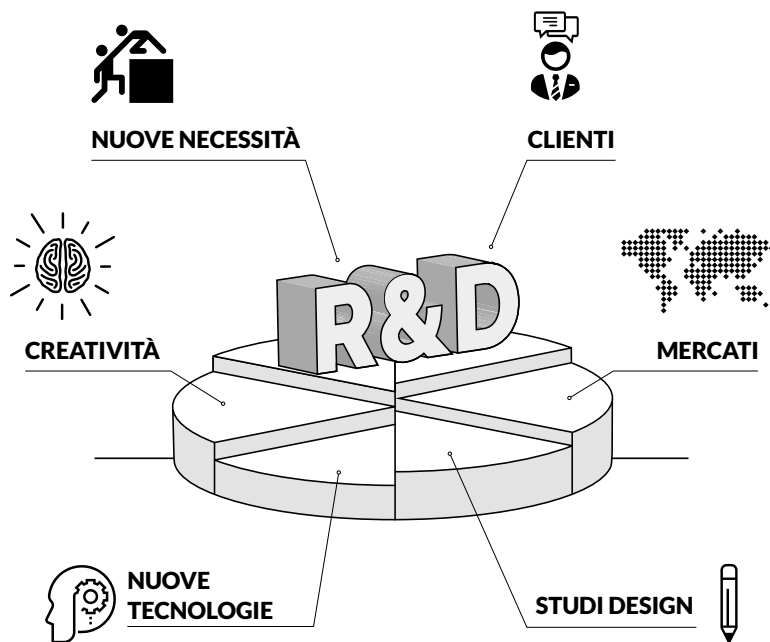 NUOVE NECESSITÀ
CLIENTI
R&D
CREATIVITÀ
MERCATI
NUOVE
TECNOLOGIE
STUDI DESIGN